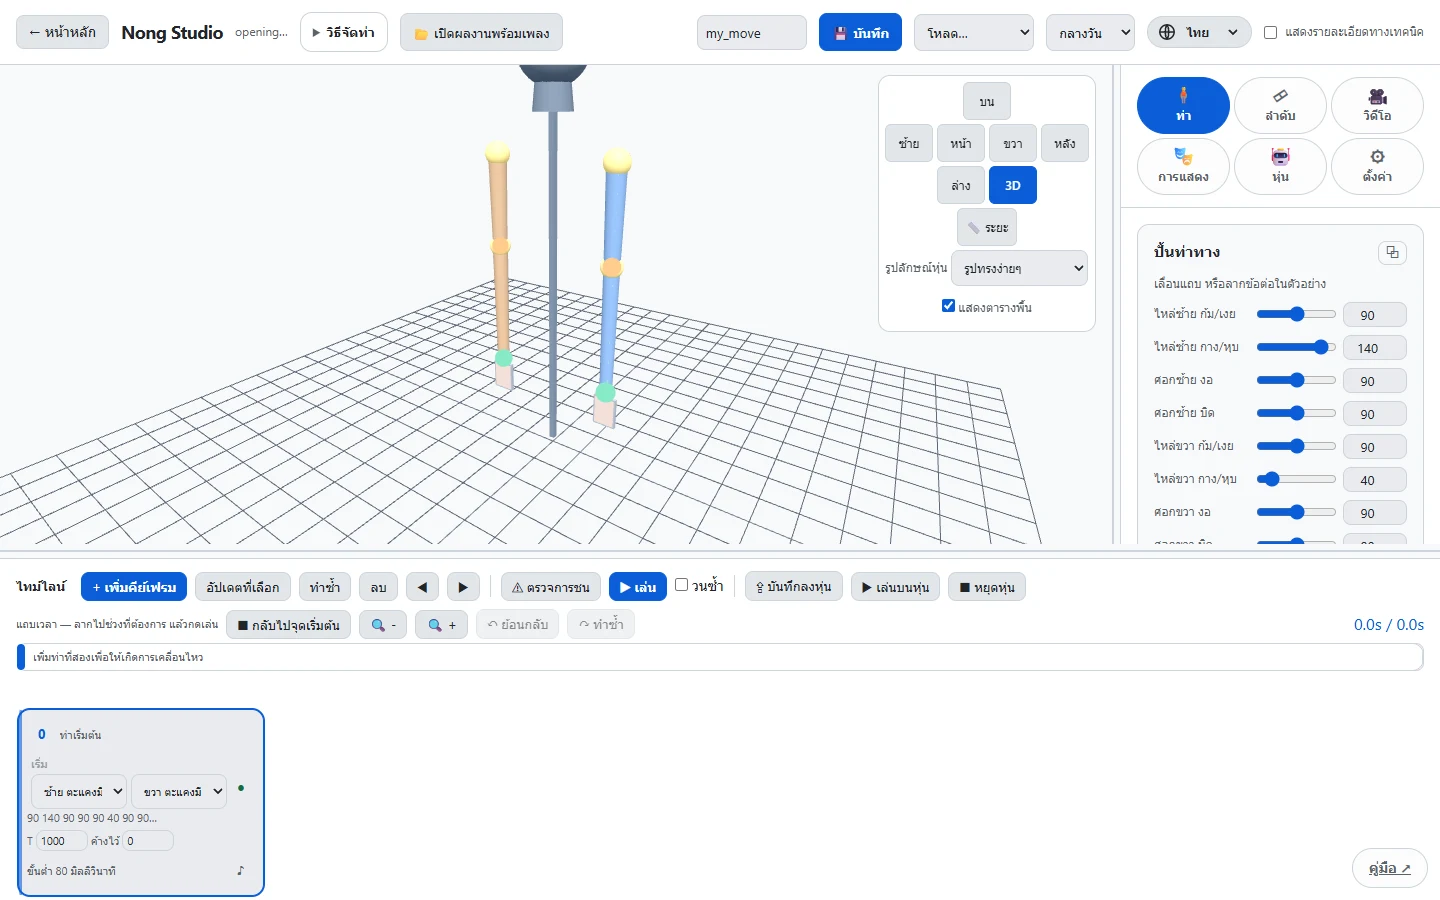 ← หน้าหลัก
Nong Studio
opening...
▶ วิธีจัดท่า
เปิดผลงานพร้อมเพลง
my_move
บันทึก
โหลด...
กลางวัน
ไทย
แสดงรายละเอียดทางเทคนิค
บน
ซ้าย หน้า ขวา หลัง
ล่าง 3D
ระยะ
รูปลักษณ์หุ่น รูปทรงง่ายๆ
แสดงตารางพื้น
ท่า ลำดับ วิดีโอ
การแสดง หุ่น ตั้งค่า
ปั้นท่าทาง
เลื่อนแถบ หรือลากข้อต่อในตัวอย่าง
ไหล่ซ้าย ก้ม/เงย 90
ไหล่ซ้าย กาง/หุบ 140
ศอกซ้าย งอ 90
ศอกซ้าย บิด 90
ไหล่ขวา ก้ม/เงย 90
ไหล่ขวา กาง/หุบ 40
ศอกขวา งอ 90
ศอกขวา บิด 90
ไทม์ไลน์
+ เพิ่มคีย์เฟรม
อัปเดตที่เลือก
ทำซ้ำ
ลบ
◀
▶
⚠ ตรวจการชน
▶ เล่น
วนซ้ำ
⇪ บันทึกลงหุ่น
▶ เล่นบนหุ่น
■ หยุดหุ่น
แถบเวลา — ลากไปช่วงที่ต้องการ แล้วกดเล่น
■ กลับไปจุดเริ่มต้น
-
+
↶ ย้อนกลับ
↷ ทำซ้ำ
0.0s / 0.0s
เพิ่มท่าที่สองเพื่อให้เกิดการเคลื่อนไหว
0 ท่าเริ่มต้น
เริ่ม
ซ้าย ตะแคงมื ขวา ตะแคงมื
90 140 90 90 90 40 90 90...
T 1000 ค้างไว้ 0
ขั้นต่ำ 80 มิลลิวินาที ♪
คู่มือ ↗